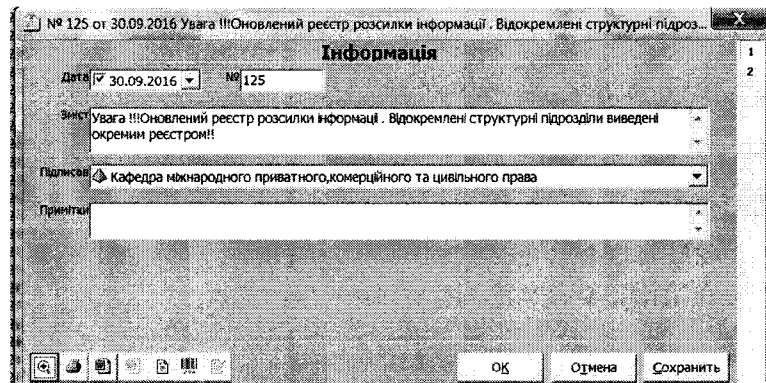 № 125 от 30.09.2016 Увага !!!Оновлений реєстр розсилки інформації . Відокремлені структурні підроз...
Інформація
1
2
Дата 30.09.2016 № 125
Зміст Увага !!!Оновлений реєстр розсилки інформації . Відокремлені структурні підрозділи виведені
окремим реєстром!!
Підписав Кафедра міжнародного приватного,комерційного та цивільного права
Примітки
ОК Отмена Сохранить